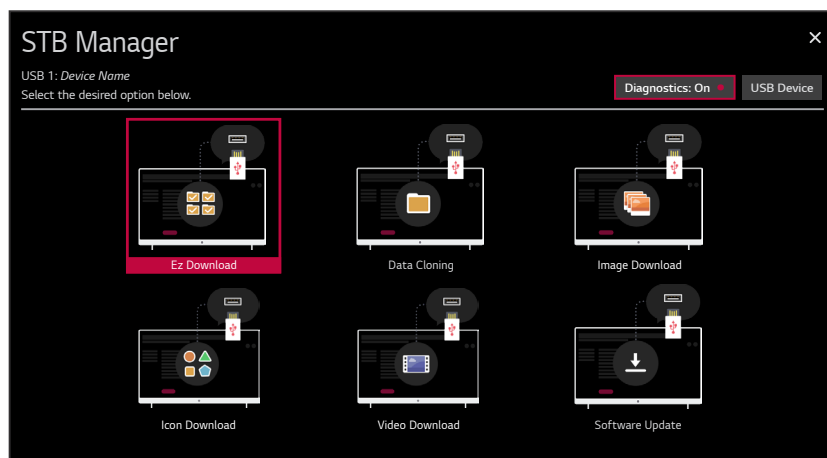 STB Manager
USB 1: Device Name
Select the desired option below.
Diagnostics: On
USB Device
Ez Download
Data Cloning
Image Download
Icon Download
Video Download
Software Update